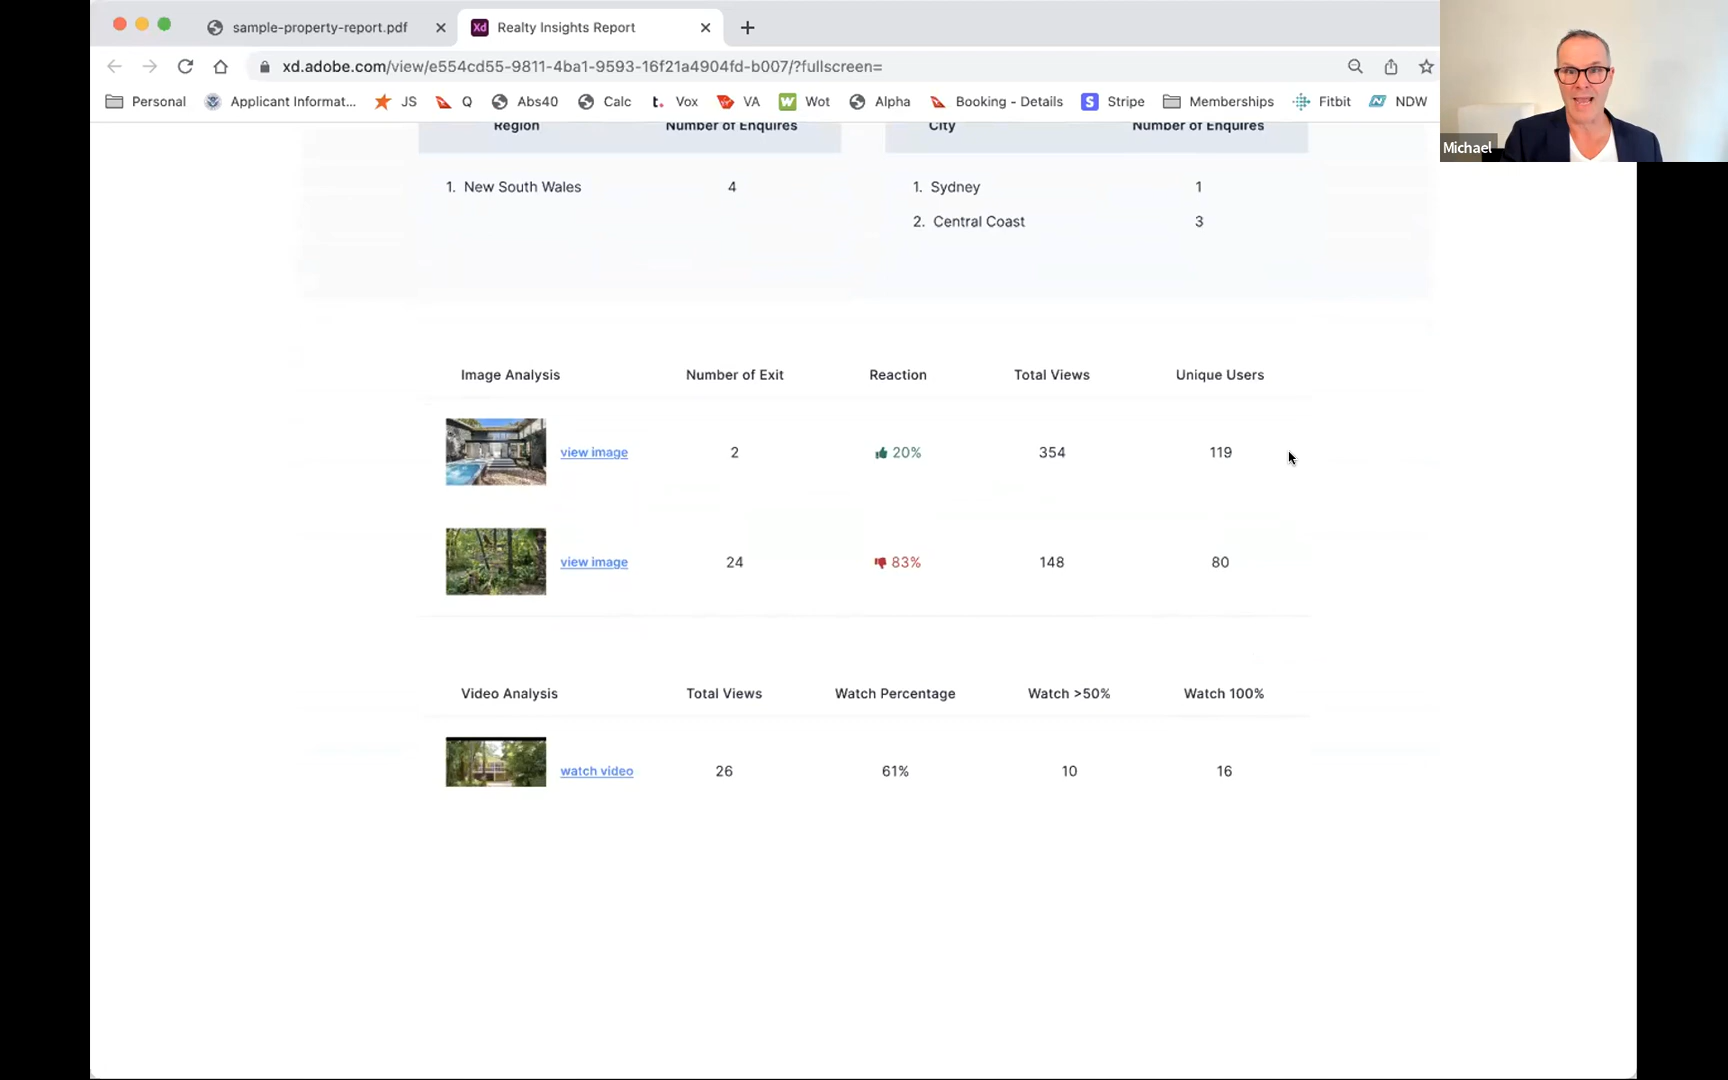 sample-property-report.pdf
Xd Realty Insights Report
xd.adobe.com/view/e554cd55-9811-4ba1-9593-16f21a4904fd-b007/?fullscreen=
Personal Applicant Informat... JS Q Abs40 Calc t. Vox VA W Wot Alpha Booking - Details S Stripe Memberships Fitbit NDW
Michael
Region Number of Enquires City Number of Enquires
1. New South Wales 4 1. Sydney 1
2. Central Coast 3
Image Analysis Number of Exit Reaction Total Views Unique Users
view image 2 20% 354 119
view image 24 83% 148 80
Video Analysis Total Views Watch Percentage Watch >50% Watch 100%
watch video 26 61% 10 16